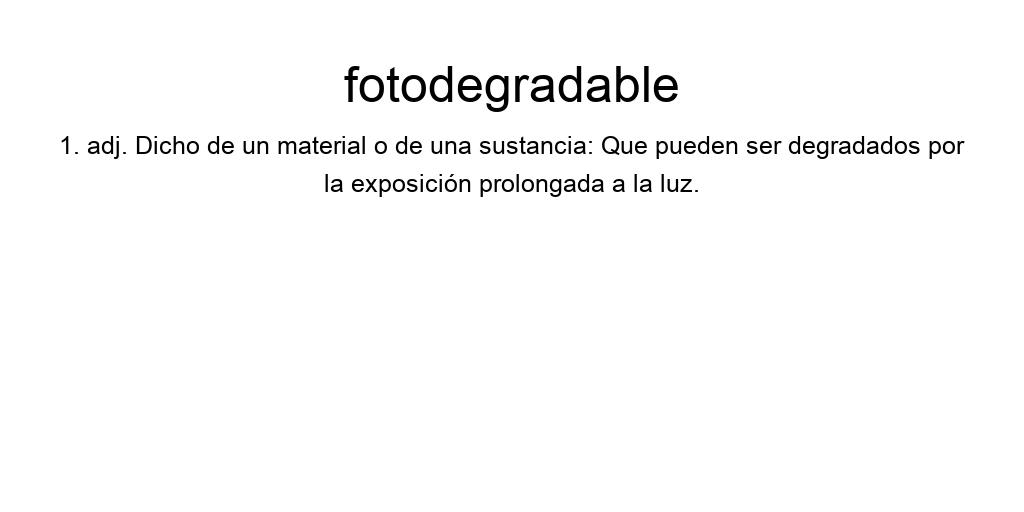 fotodegradable
1. adj. Dicho de un material o de una sustancia: Que pueden ser degradados por
la exposición prolongada a la luz.